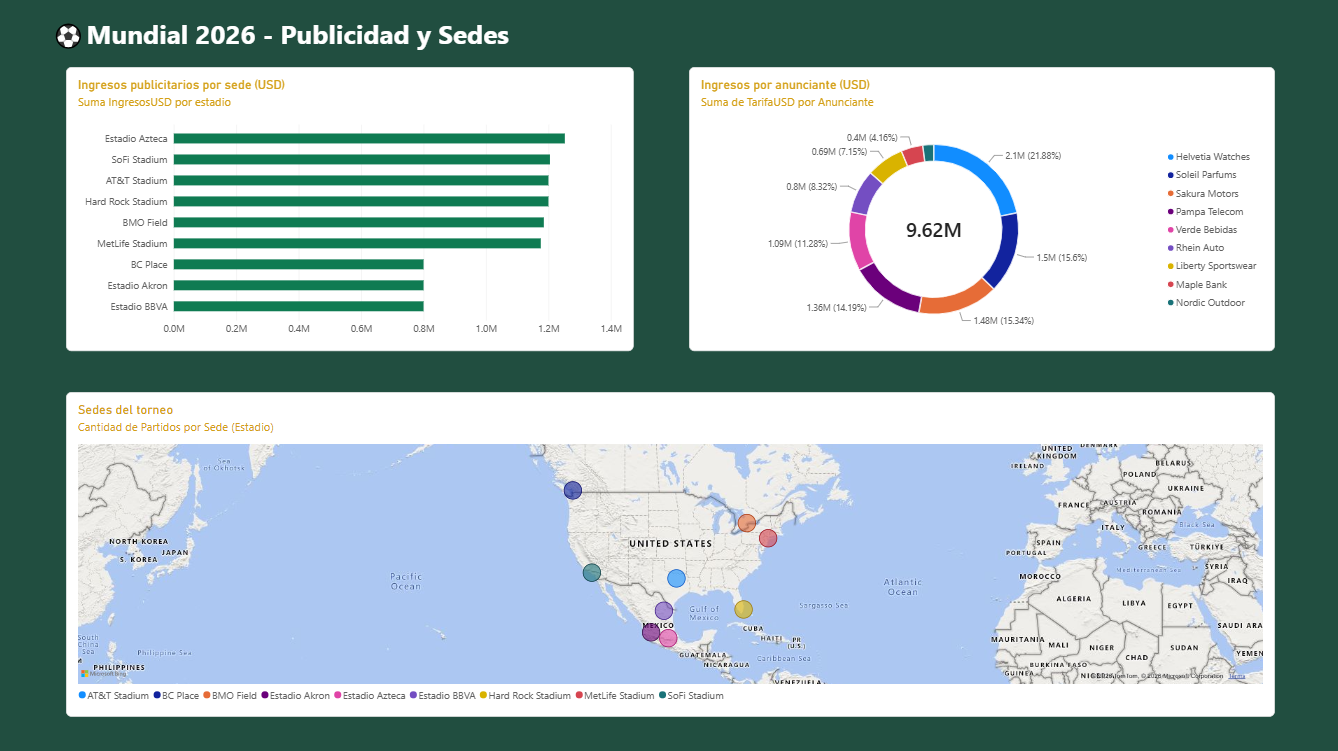 Mundial 2026 - Publicidad y Sedes
Ingresos publicitarios por sede (USD)
Suma IngresosUSD por estadio
Estadio Azteca
SoFi Stadium
AT&T Stadium
Hard Rock Stadium
BMO Field
MetLife Stadium
BC Place
Estadio Akron
Estadio BBVA
0.0M 0.2M 0.4M 0.6M 0.8M 1.0M 1.2M 1.4M
Ingresos por anunciante (USD)
Suma de TarifaUSD por Anunciante
0.4M (4.16%)
0.69M (7.15%)
2.1M (21.88%)
0.8M (8.32%)
9.62M
1.09M (11.28%)
1.5M (15.6%)
1.36M (14.19%)
1.48M (15.34%)
Helvetia Watches
Soleil Parfums
Sakura Motors
Pampa Telecom
Verde Bebidas
Rhein Auto
Liberty Sportswear
Maple Bank
Nordic Outdoor
Sedes del torneo
Cantidad de Partidos por Sede (Estadio)
Sea
of Okhotsk
NORTH KOREA
S. KOREA
JAPAN
South
China
Sea
Philippine Sea
PHILIPPINES
Pacific
Ocean
UNITED STATES
Gulf of
Mexico
MEXICO
CUBA
HAITI
PR
(U.S.)
GUATEMALA
NICARAGUA
Caribbean Sea
VENEZUELA
Sargasso Sea
Atlantic
Ocean
UNITED
KINGDOM
DENMARK
IRELAND
BELARUS
POLAND
UKRAINE
FRANCE
AUSTRIA
ROMANIA
ITALY
Black Sea
SPAIN
PORTUGAL
GREECE
TÜRKIYE
Mediterranean Sea
SYRIA
IRAQ
MOROCCO
ALGERIA
LIBYA
EGYPT
SAUDI ARA
MAURITANIA
MALI
NIGER
CHAD
SUDAN
YEMEN
BURKINA FASO
GUINEA
Microsoft Bing
Microsoft Corporation
Terms
AT&T Stadium BC Place BMO Field Estadio Akron Estadio Azteca Estadio BBVA Hard Rock Stadium MetLife Stadium SoFi Stadium